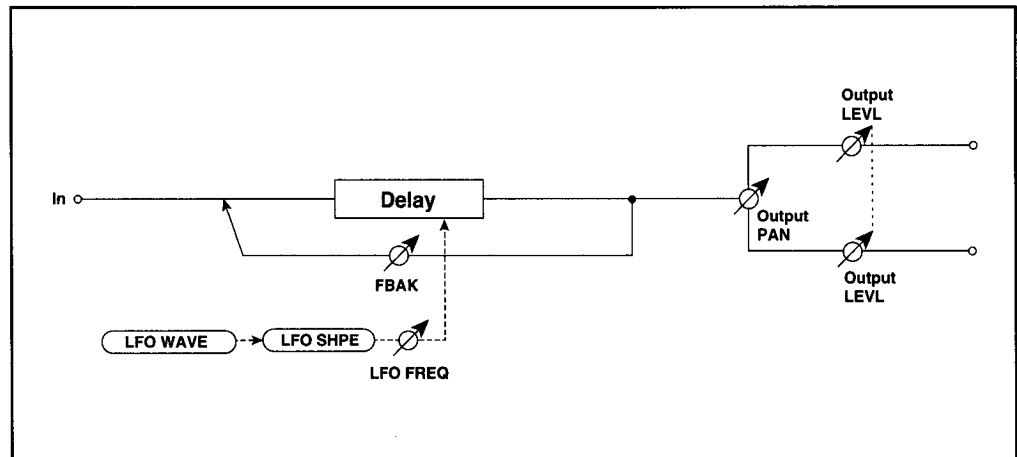 Output
LEVL
In
Delay
Output
PAN
FBAK
Output
LEVL
LFO WAVE
LFO SHPE
LFO FREQ